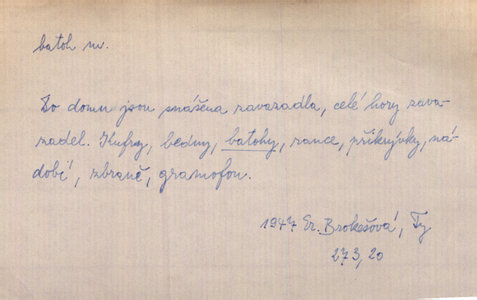 batoh m.
Do domu jsou snášena zavazadla, celé hory zava-
zadel. Kufry, bedny, batohy, rance, přikrývky, ná-
dobí, zbraně, gramofon.
1947 Er. Brokešová, Ty
273, 20